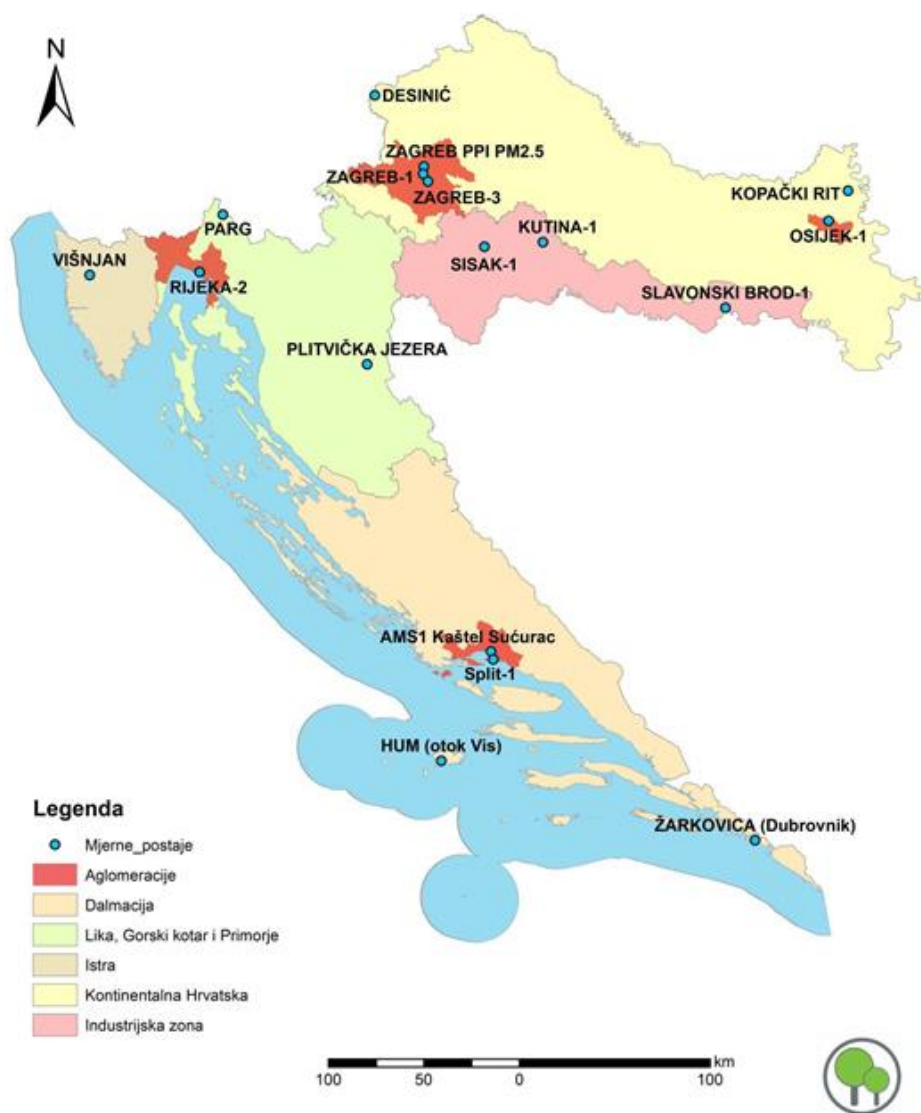 N
DESINIĆ
ZAGREB PPI PM2.5
ZAGREB-1
ZAGREB-3
KOPAČKI RIT
OSIJEK-1
PARG
KUTINA-1
VIŠNJAN
SISAK-1
RIJEKA-2
SLAVONSKI BROD-1
PLITVIČKA JEZERA
AMS1 Kaštel Sućurac
Split-1
HUM (otok Vis)
ŽARKOVICA (Dubrovnik)
Legenda
Mjerne_postaje
Aglomeracije
Dalmacija
Lika, Gorski kotar i Primorje
Istra
Kontinentalna Hrvatska
Industrijska zona
km
100 50 0 100